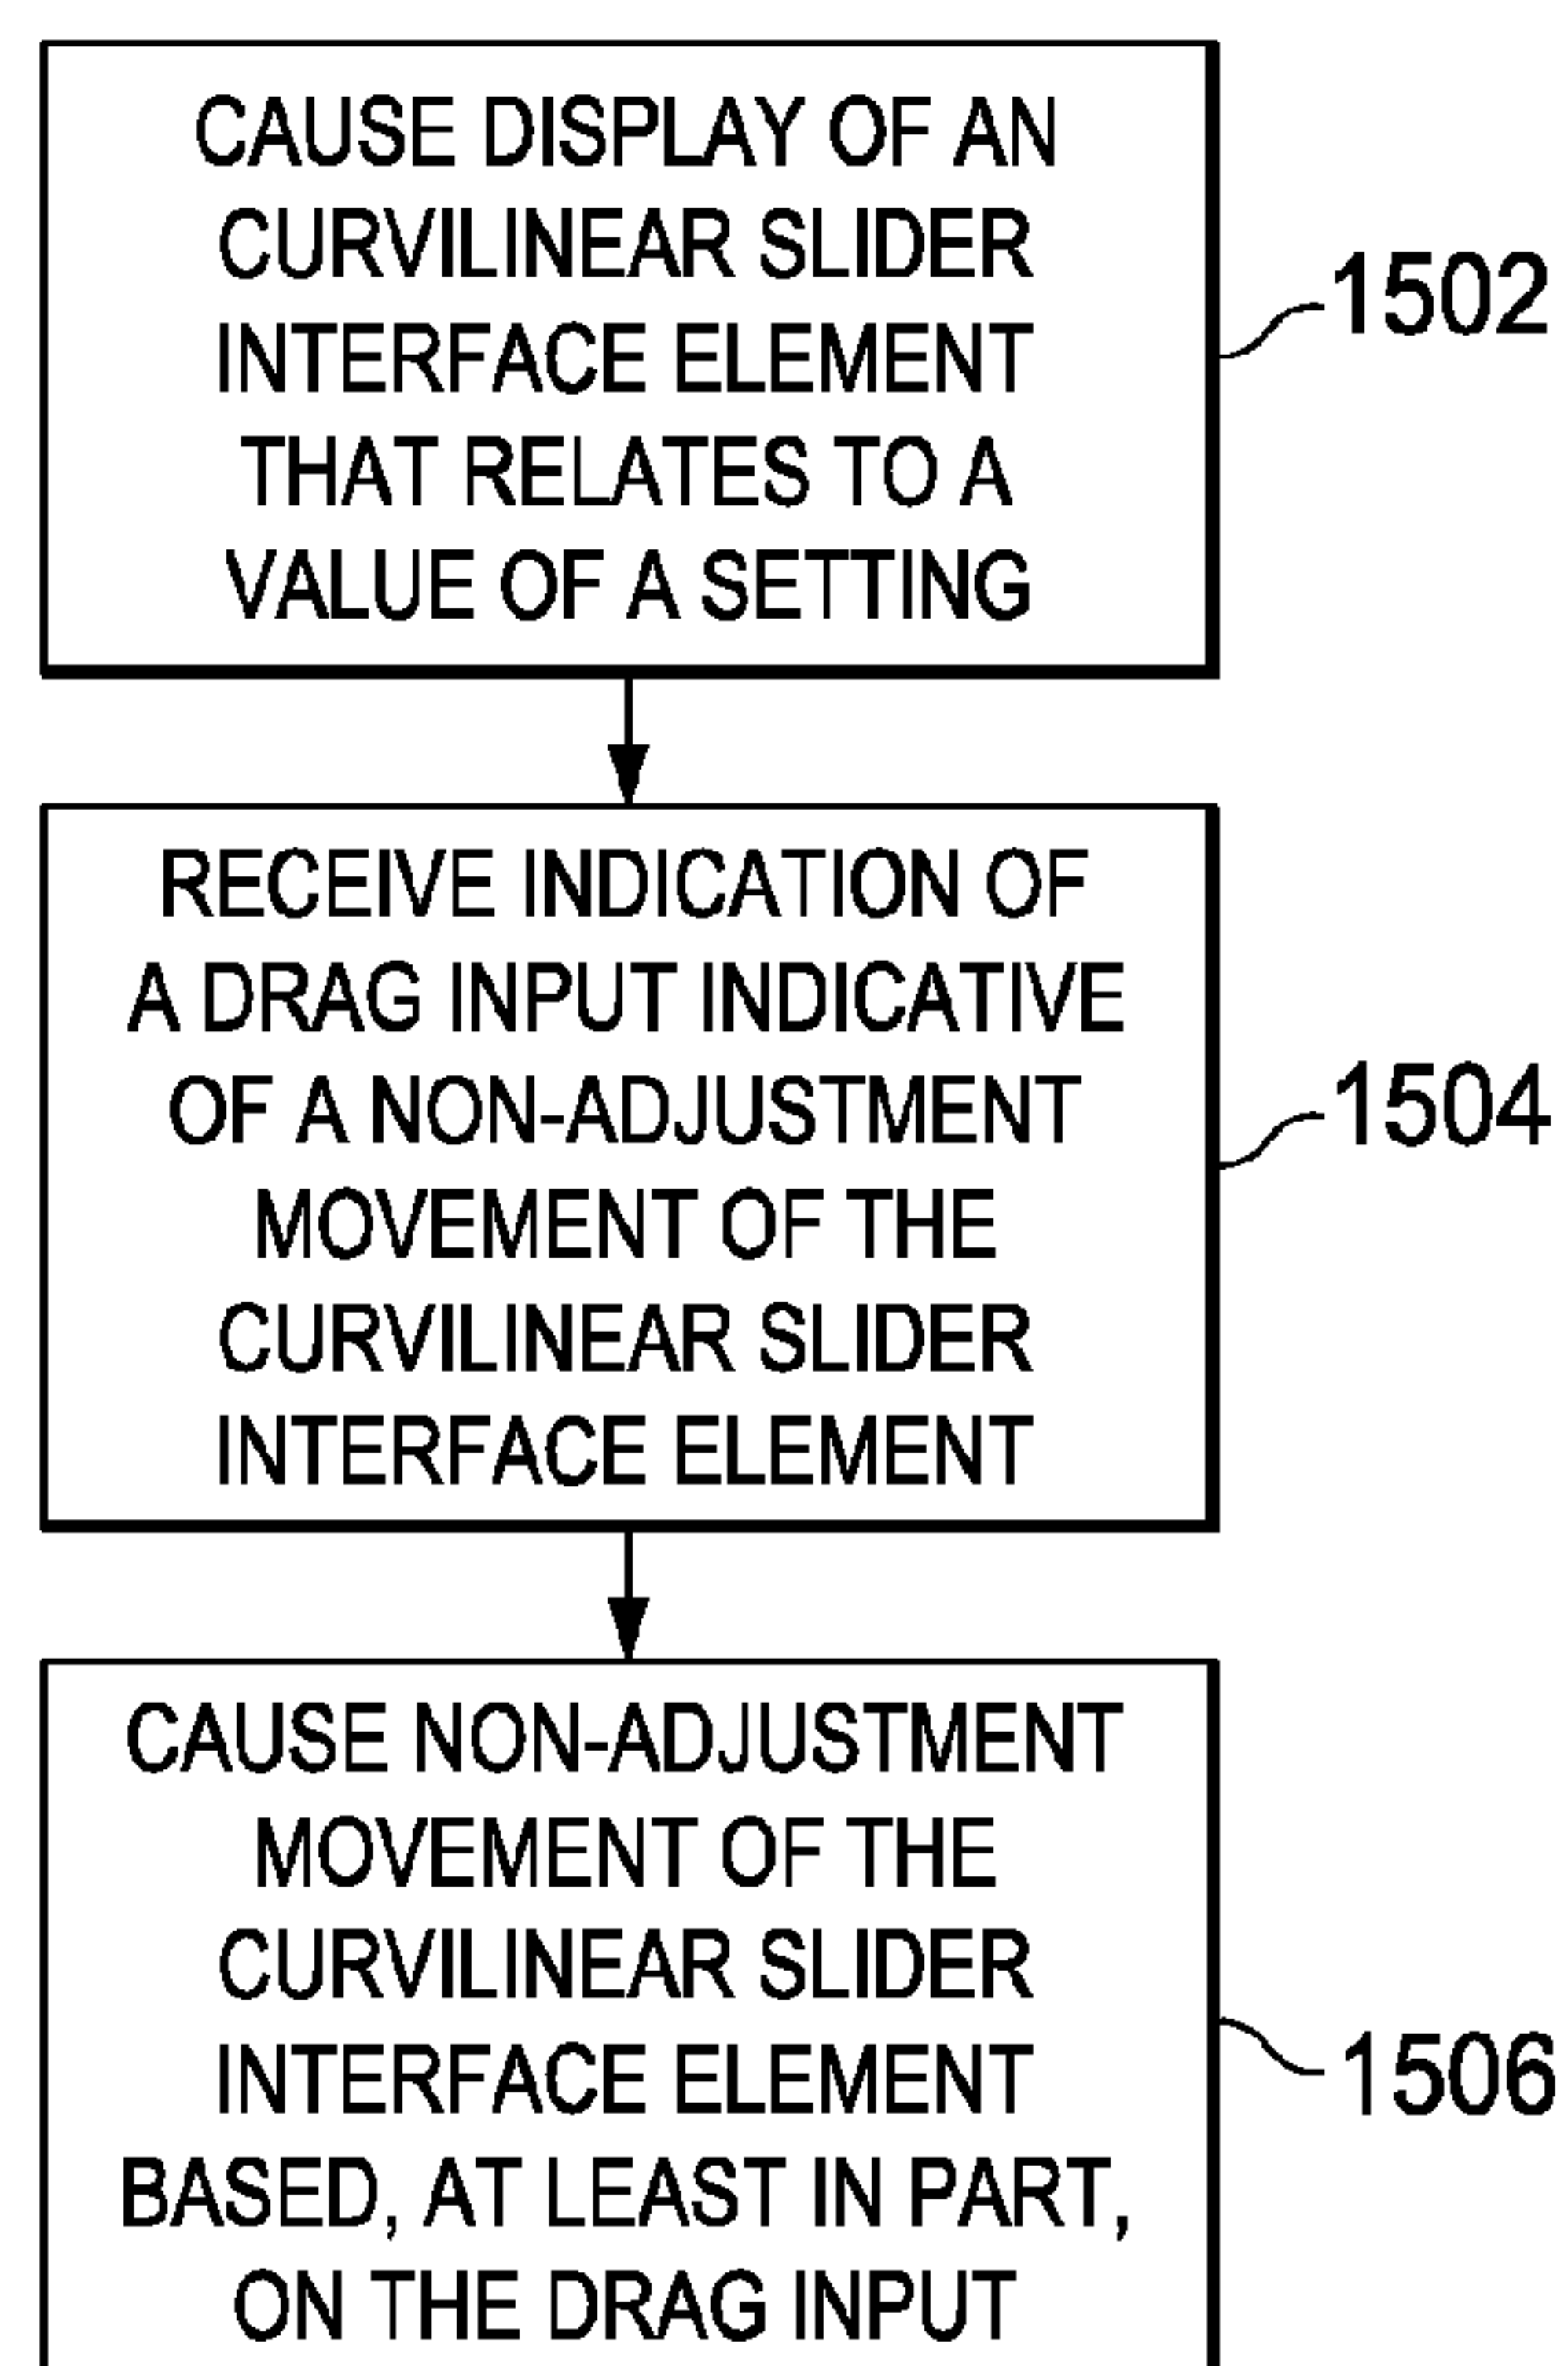 CAUSE DISPLAY OF AN
CURVILINEAR SLIDER
INTERFACE ELEMENT
THAT RELATES TO A
VALUE OF A SETTING
1502
RECEIVE INDICATION OF
A DRAG INPUT INDICATIVE
OF A NON-ADJUSTMENT
MOVEMENT OF THE
CURVILINEAR SLIDER
INTERFACE ELEMENT
1504
CAUSE NON-ADJUSTMENT
MOVEMENT OF THE
CURVILINEAR SLIDER
INTERFACE ELEMENT
BASED, AT LEAST IN PART,
ON THE DRAG INPUT
1506